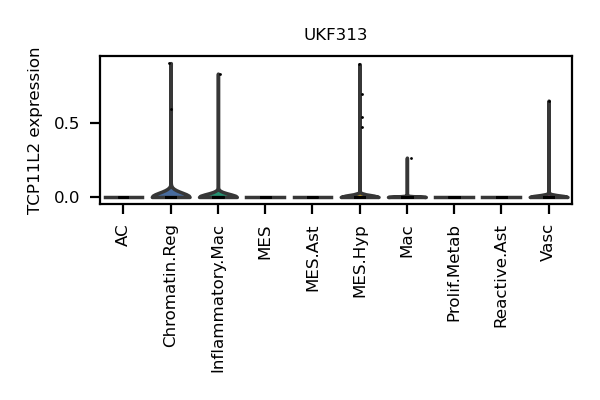 UKF313
TCP11L2 expression
0.5
0.0
AC
Chromatin.Reg
Inflammatory.Mac
MES
MES.Ast
MES.Hyp
Mac
Prolif.Metab
Reactive.Ast
Vasc